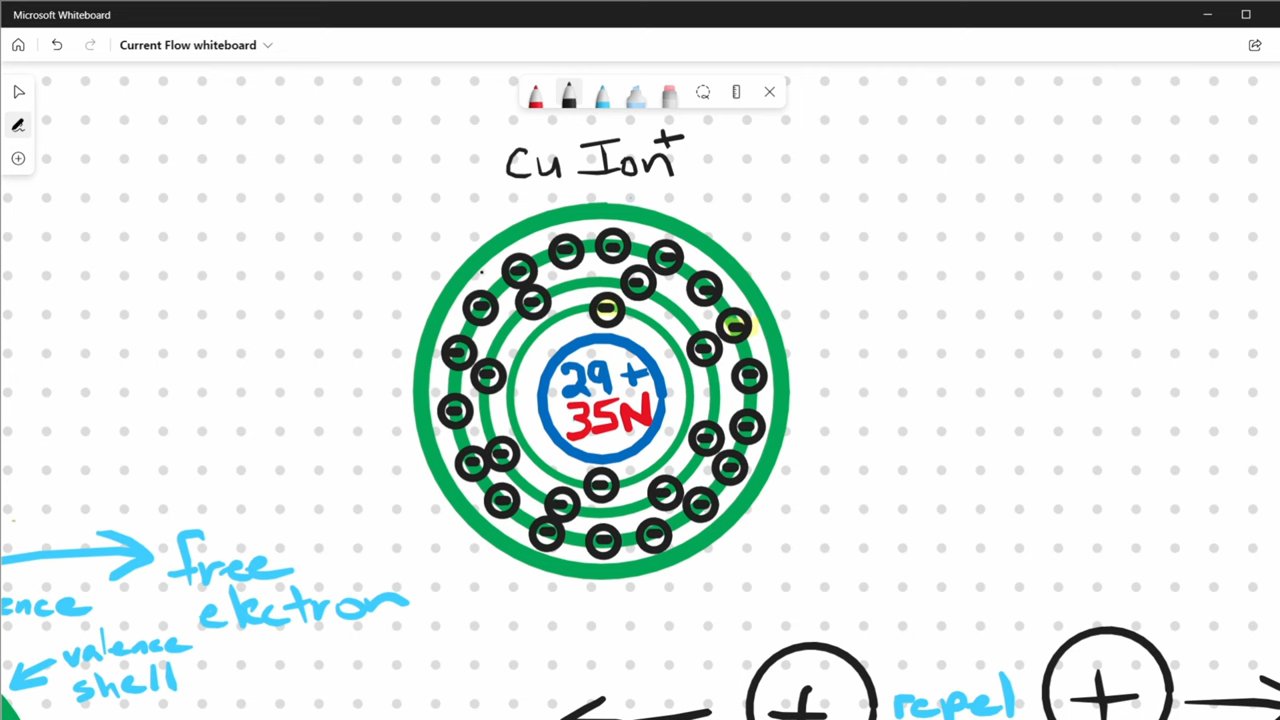 Microsoft Whiteboard
Current Flow whiteboard
Cu Ion+
29+
35N
free
electron
ence
valence
shell
+ repel +